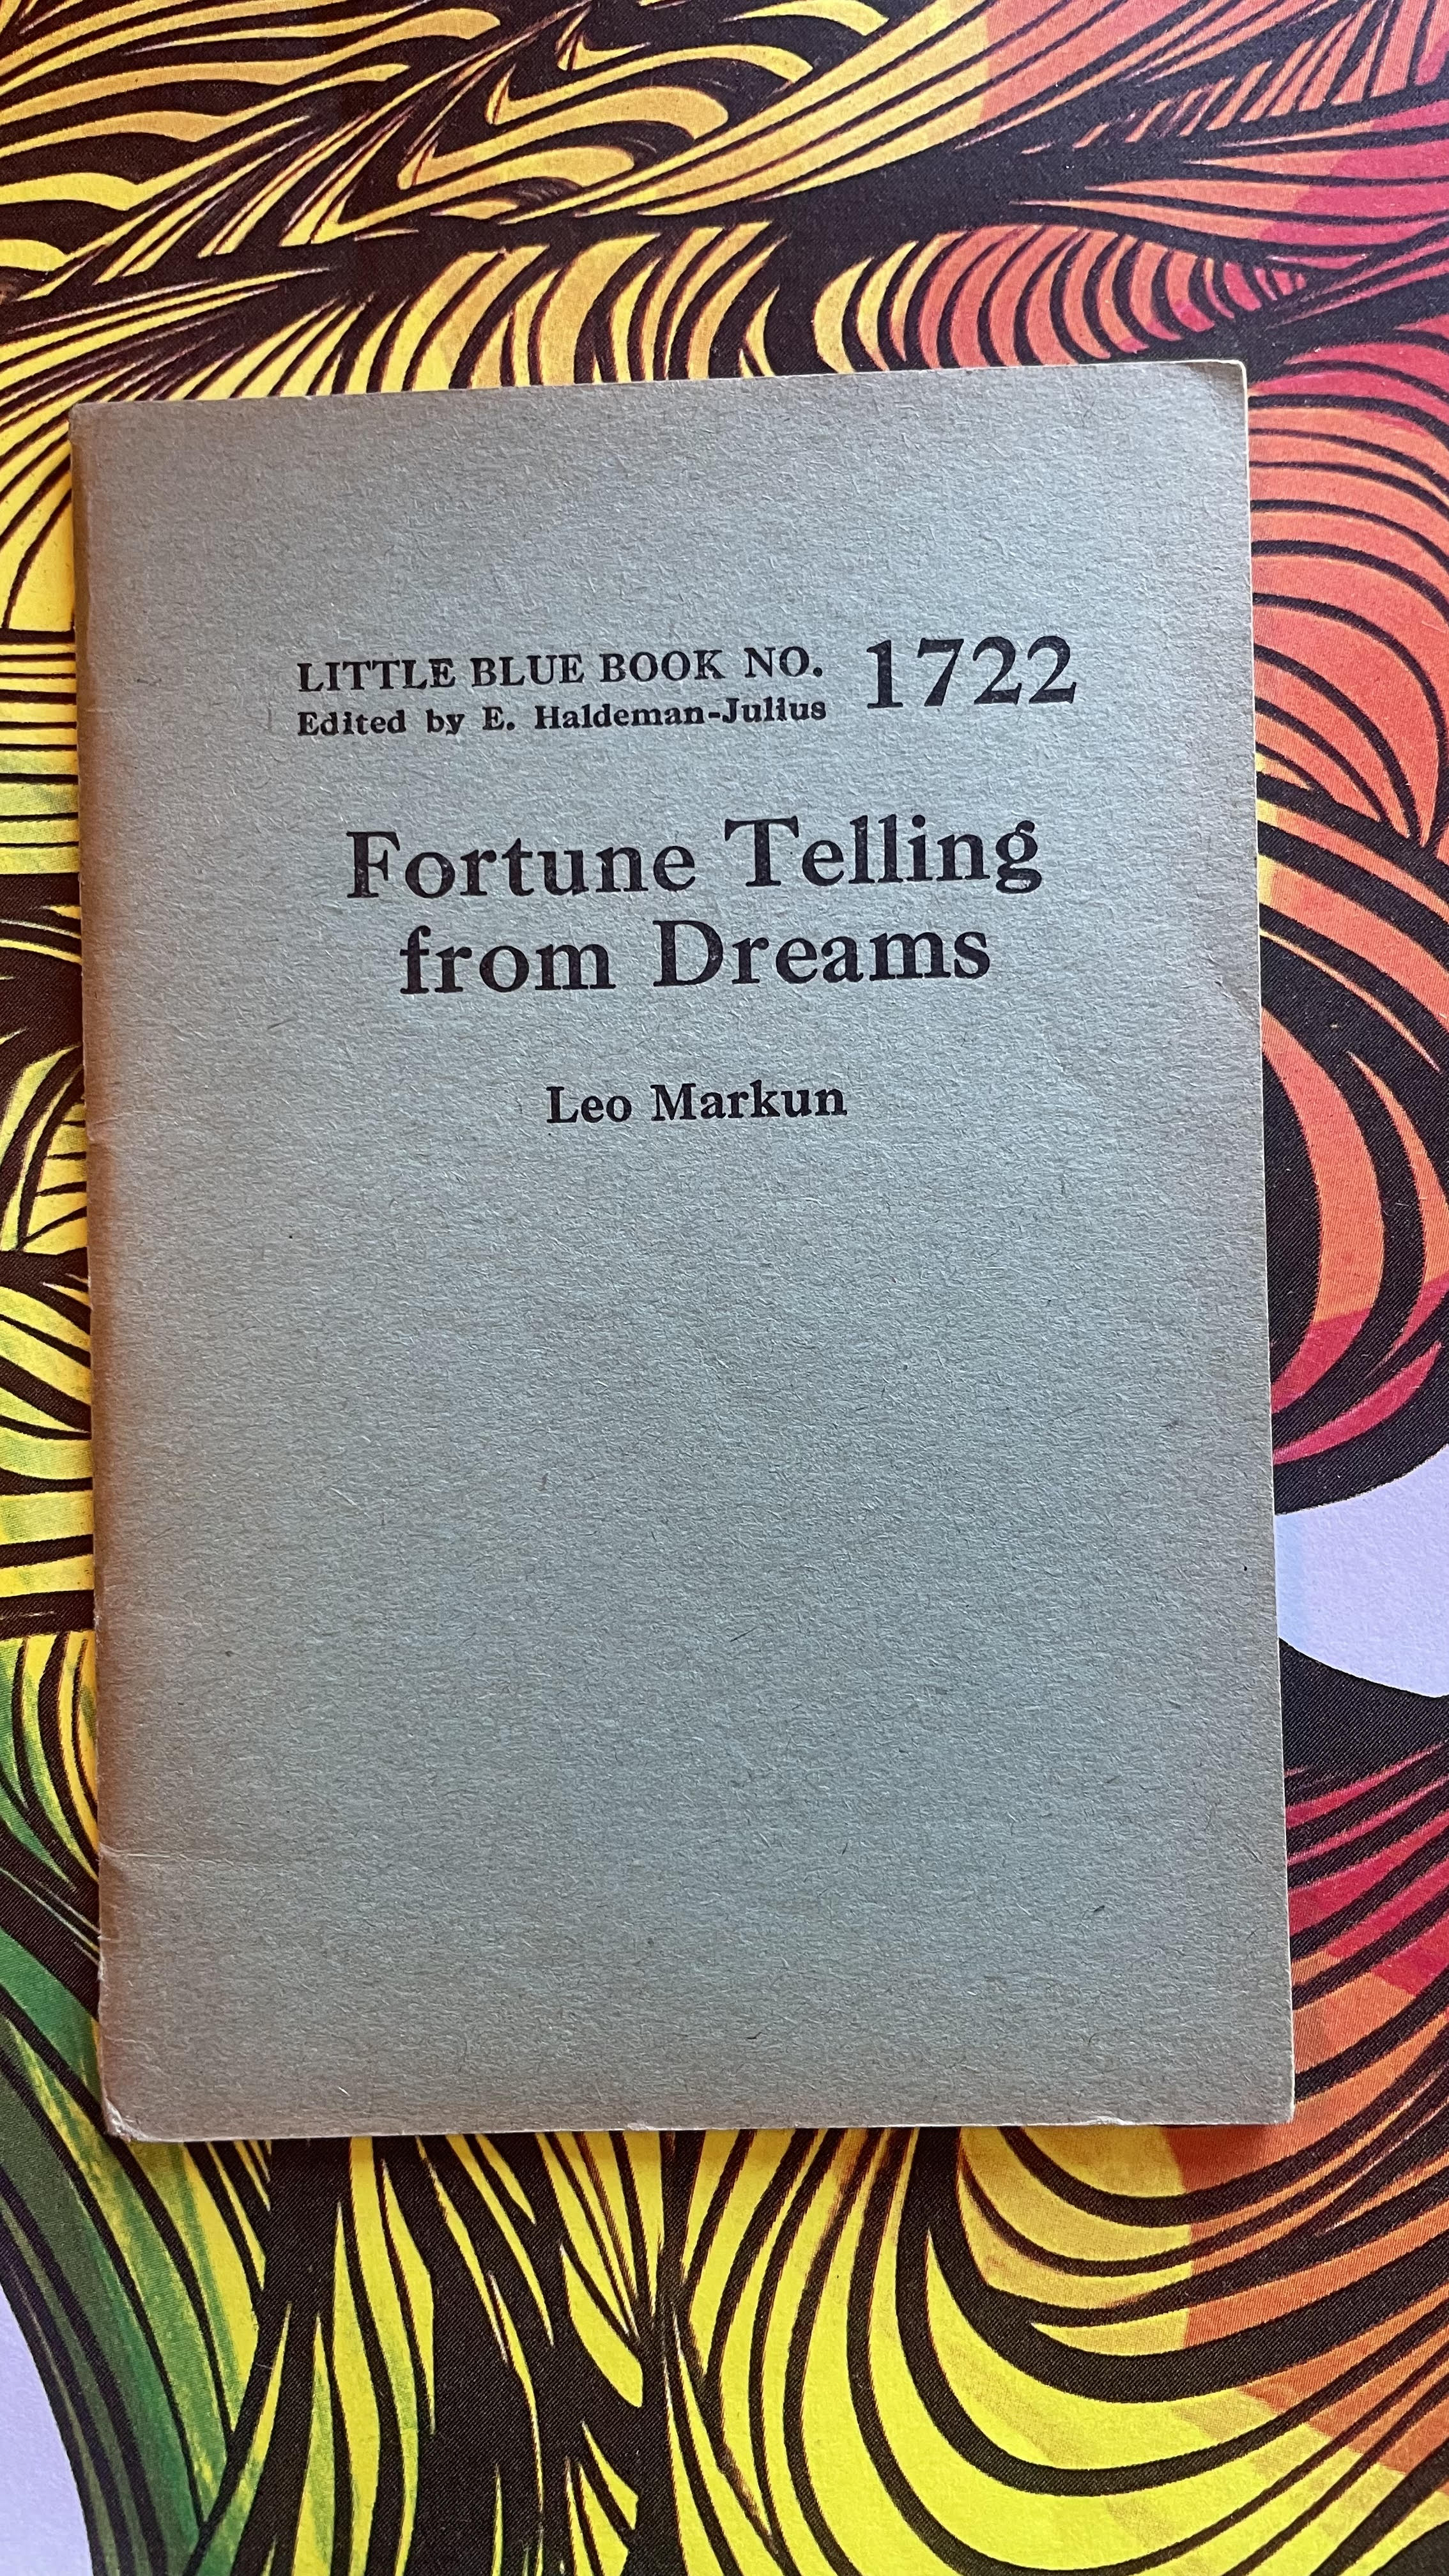 LITTLE BLUE BOOK NO. 1722
Edited by E. Haldeman-Julius
Fortune Telling
from Dreams
Leo Markun